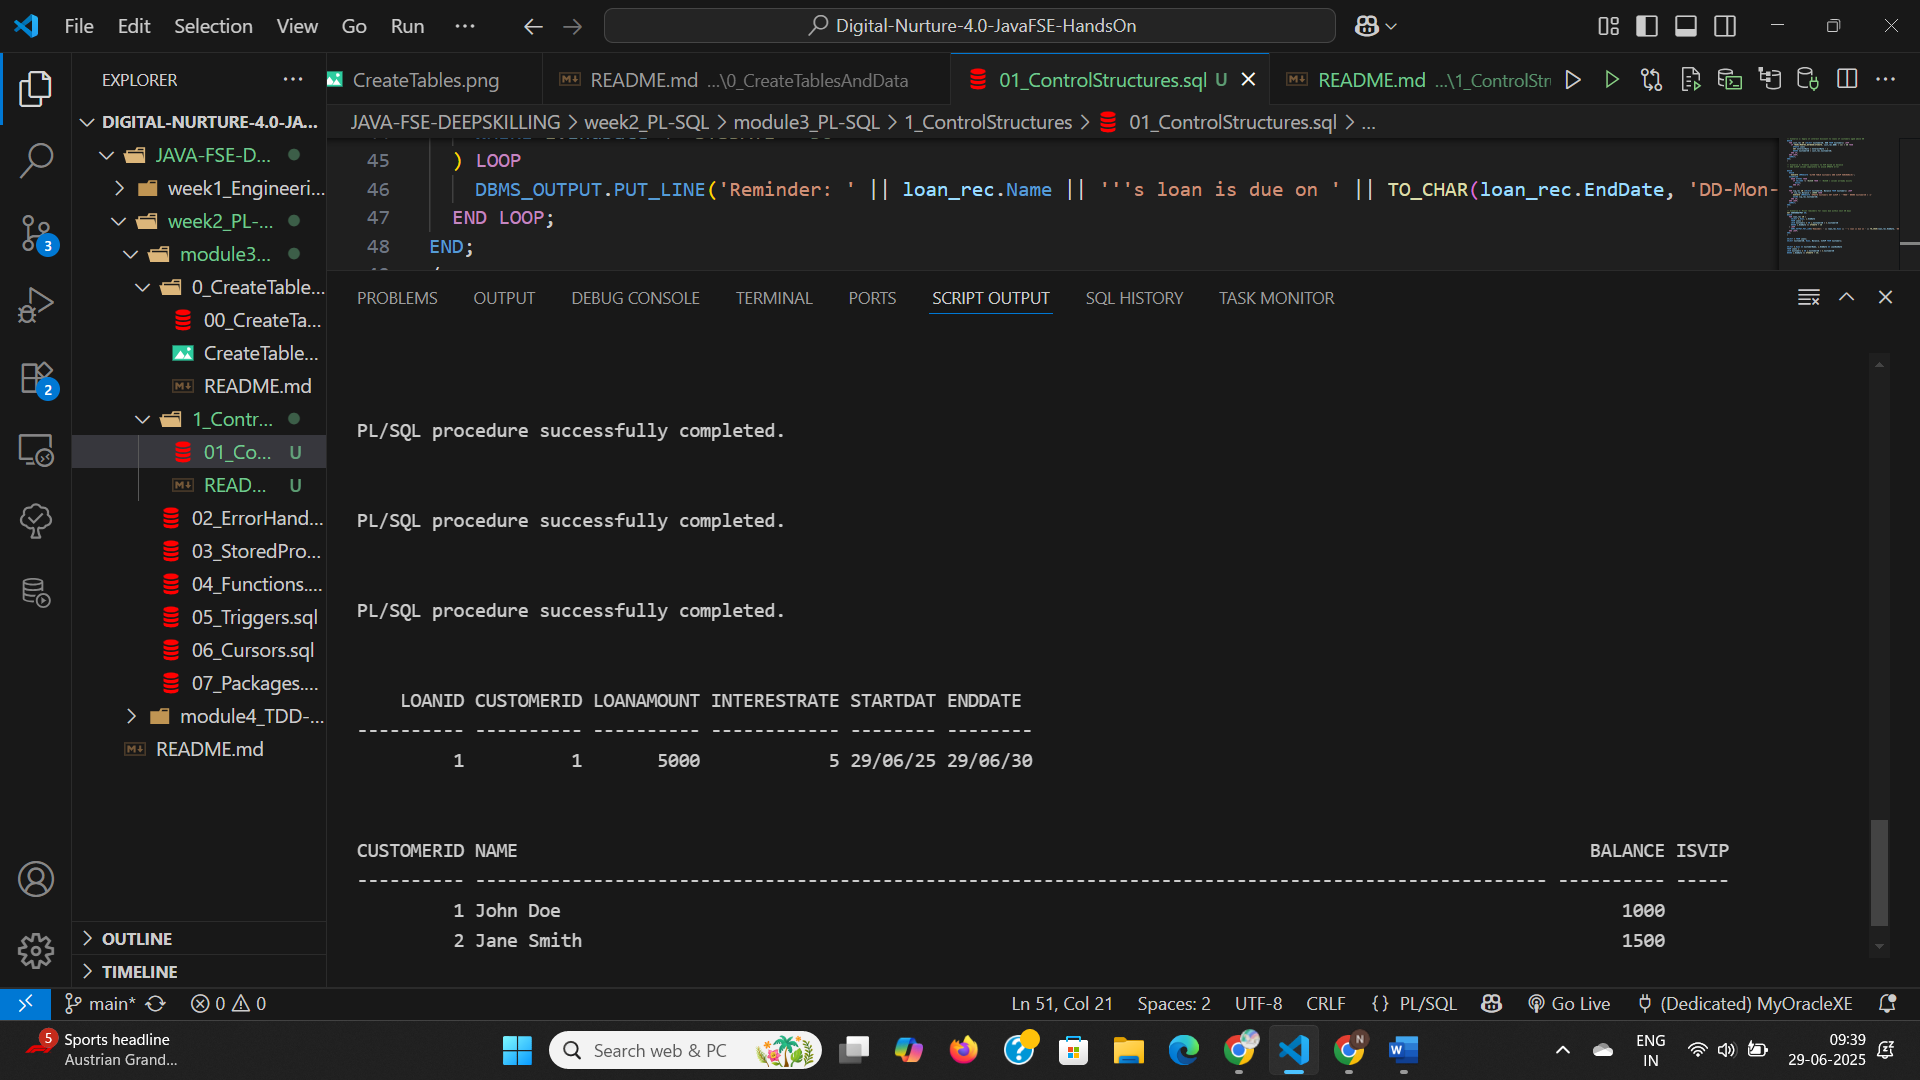 File Edit Selection View Go Run ···
Digital-Nurture-4.0-JavaFSE-HandsOn
EXPLORER ···
CreateTables.png
README.md ...\0_CreateTablesAndData
01_ControlStructures.sql U
README.md ...\1_ControlStr
DIGITAL-NURTURE-4.0-JA...
JAVA-FSE-D...
week1_Engineeri...
week2_PL-...
module3...
0_CreateTable...
00_CreateTa...
CreateTable...
README.md
1_Contr...
01_Co... U
READ... U
02_ErrorHand...
03_StoredPro...
04_Functions....
05_Triggers.sql
06_Cursors.sql
07_Packages....
module4_TDD-...
README.md
OUTLINE
TIMELINE
3
2
JAVA-FSE-DEEPSKILLING > week2_PL-SQL > module3_PL-SQL > 1_ControlStructures > 01_ControlStructures.sql > ...
45 ) LOOP
46 DBMS_OUTPUT.PUT_LINE('Reminder: ' || loan_rec.Name || '''s loan is due on ' || TO_CHAR(loan_rec.EndDate, 'DD-Mon-
47 END LOOP;
48 END;
PROBLEMS OUTPUT DEBUG CONSOLE TERMINAL PORTS SCRIPT OUTPUT SQL HISTORY TASK MONITOR
PL/SQL procedure successfully completed.
PL/SQL procedure successfully completed.
PL/SQL procedure successfully completed.
LOANID CUSTOMERID LOANAMOUNT INTERESTRATE STARTDAT ENDDATE
---------- ---------- ---------- ------------ -------- --------
1 1 5000 5 29/06/25 29/06/30
CUSTOMERID NAME BALANCE ISVIP
---------- ---------------------------------------------------------------------------------------------------- ---------- -----
1 John Doe 1000
2 Jane Smith 1500
main* 0 0
Ln 51, Col 21 Spaces: 2 UTF-8 CRLF {} PL/SQL Go Live (Dedicated) MyOracleXE
5
Sports headline
Austrian Grand...
Search web & PC
N
W
ENG
IN
09:39
29-06-2025